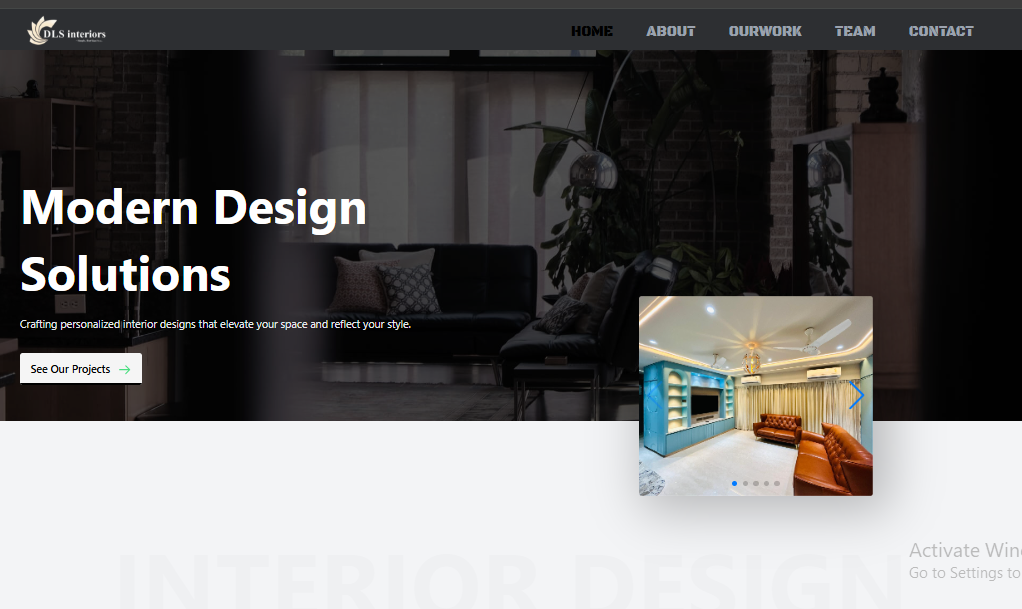 DLS interiors
HOME ABOUT OURWORK TEAM CONTACT
Modern Design
Solutions
Crafting personalized interior designs that elevate your space and reflect your style.
See Our Projects
INTERIOR DESIGN
Activate Win
Go to Settings to